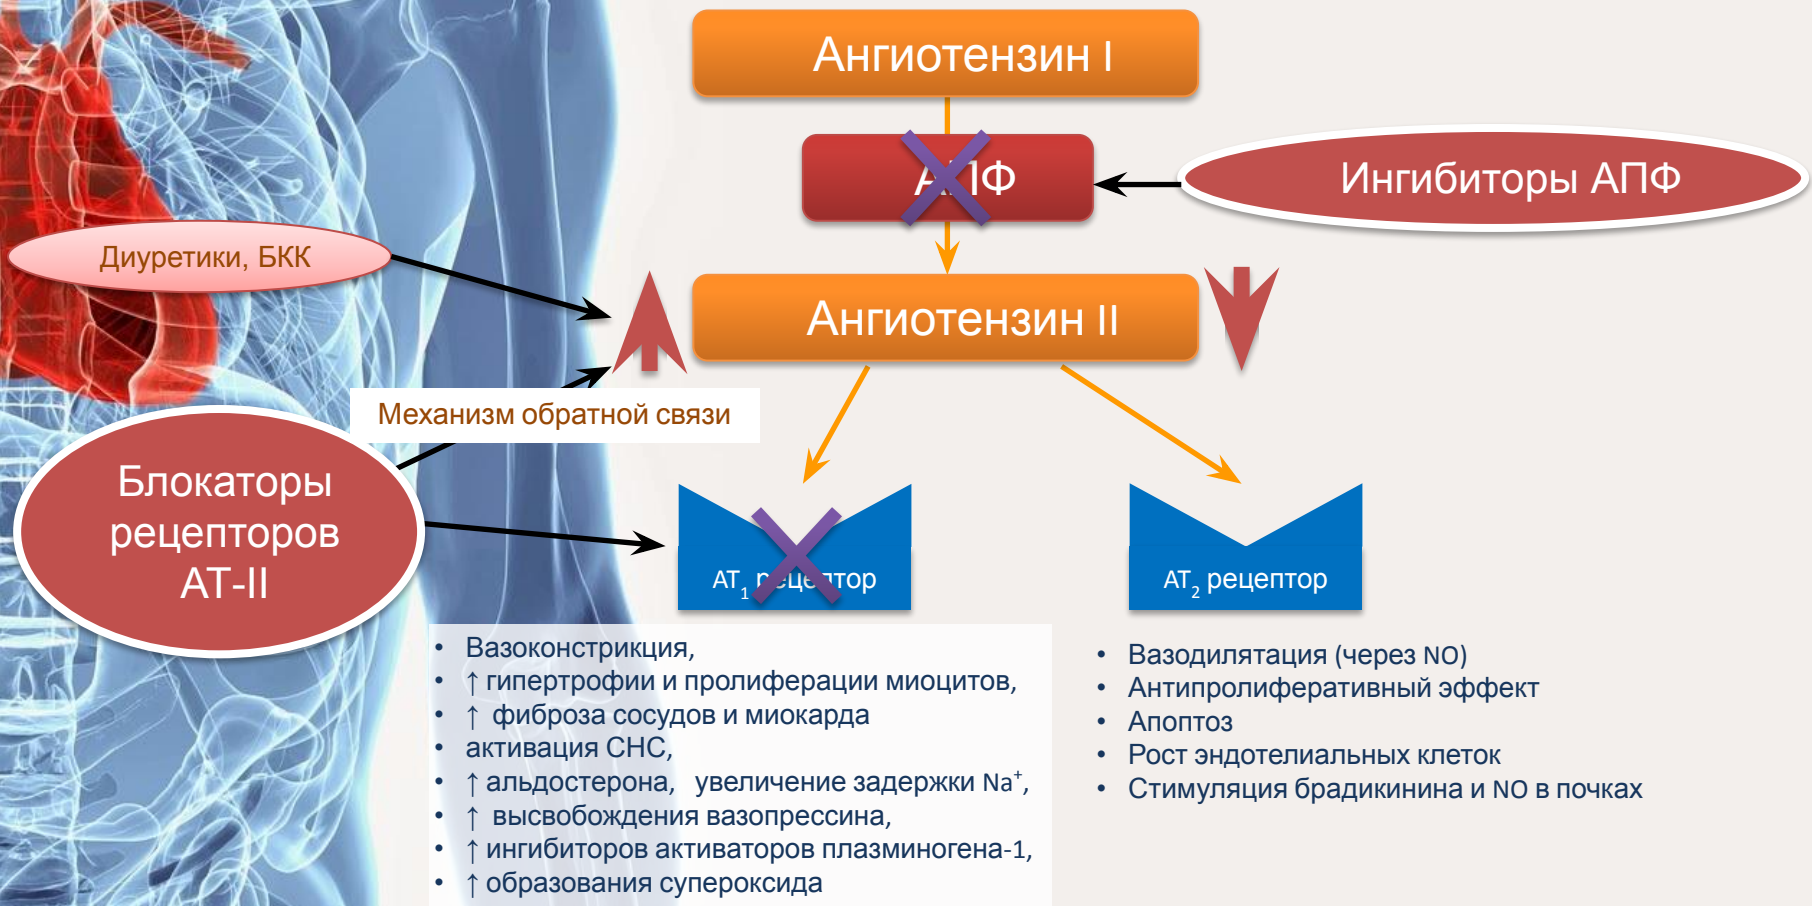 Ангиотензин I
АПФ
Ингибиторы АПФ
Диуретики, БКК
Ангиотензин II
Механизм обратной связи
Блокаторы
рецепторов
АТ-II
АТ₁ рецептор
АТ₂ рецептор
• Вазоконстрикция,
• ↑ гипертрофии и пролиферации миоцитов,
• ↑ фиброза сосудов и миокарда
• активация СНС,
• ↑ альдостерона, увеличение задержки Na⁺,
• ↑ высвобождения вазопрессина,
• ↑ ингибиторов активаторов плазминогена-1,
• ↑ образования супероксида
• Вазодилятация (через NO)
• Антипролиферативный эффект
• Апоптоз
• Рост эндотелиальных клеток
• Стимуляция брадикинина и NO в почках